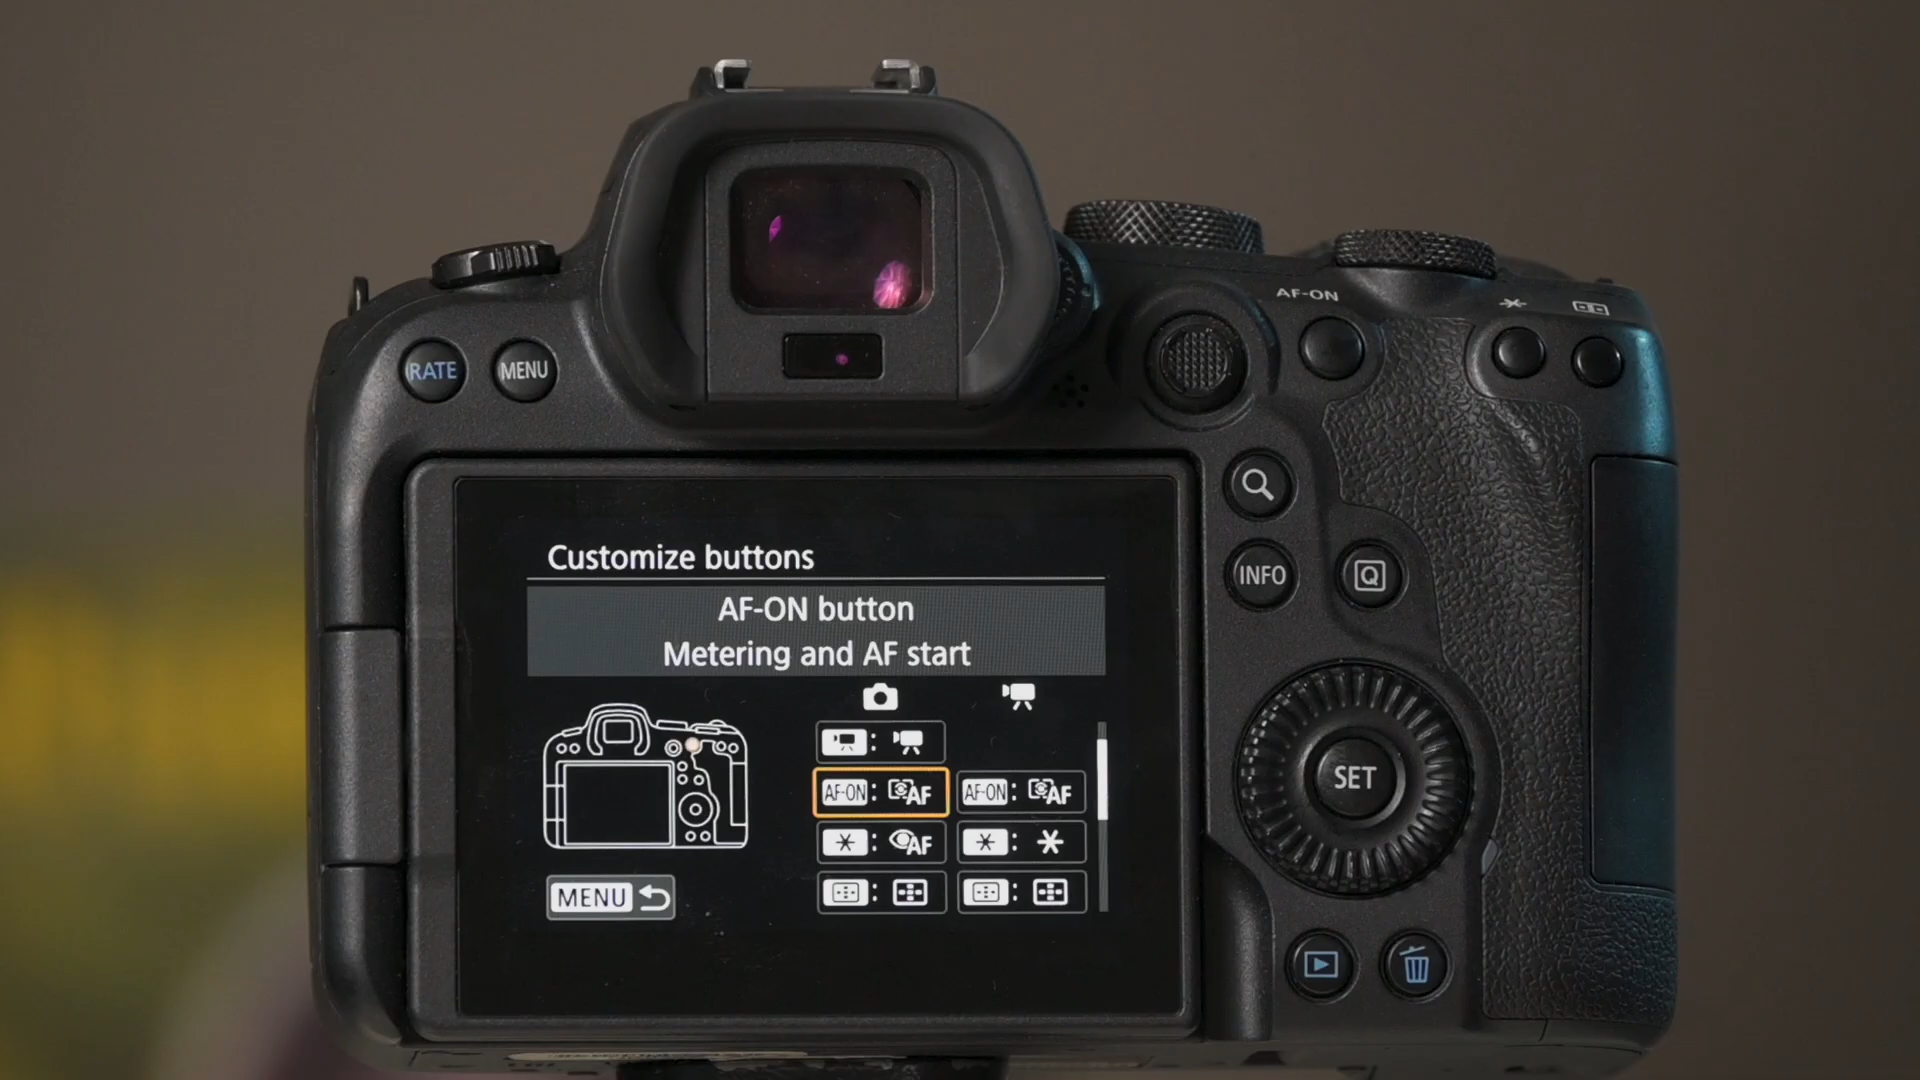 AF-ON
RATE
MENU
INFO
Q
Customize buttons
AF-ON button
Metering and AF start
AF-ON : AF AF-ON : AF
: AF
MENU
SET